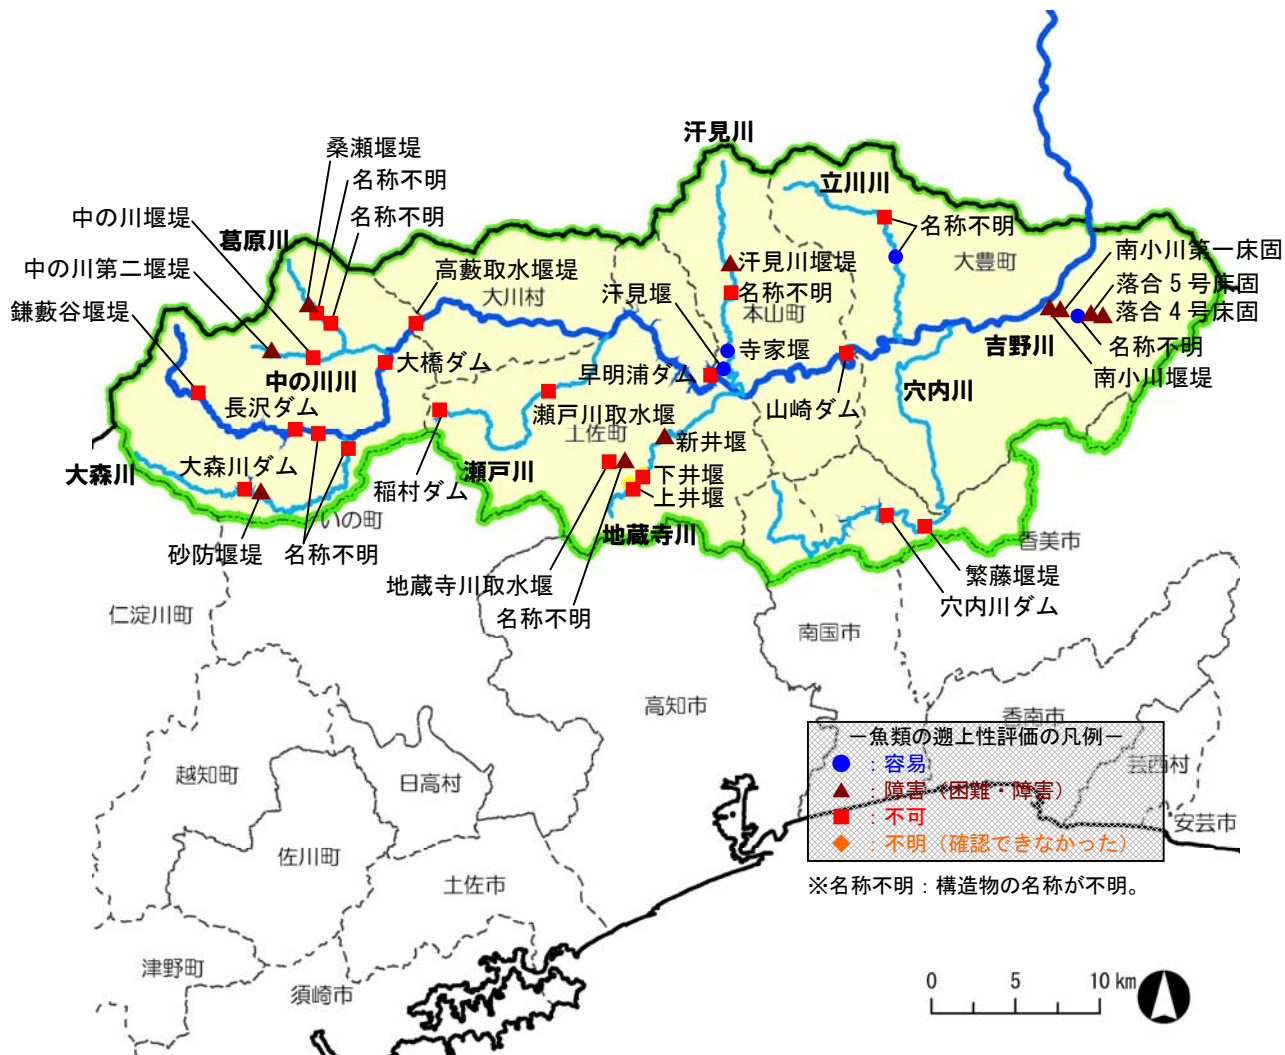 汗見川
桑瀬堰堤
名称不明
名称不明
中の川堰堤
葛原川
中の川第二堰堤
鎌藪谷堰堤
高藪取水堰堤
大川村
立川川
名称不明
大豊町
南小川第一床固
落合5号床固
落合4号床固
名称不明
南小川堰堤
吉野川
汗見川堰堤
名称不明
汗見堰
本山町
寺家堰
早明浦ダム
山崎ダム
穴内川
大橋ダム
中の川川
長沢ダム
瀬戸川取水堰
土佐町
新井堰
大森川ダム
大森川
瀬戸川
稲村ダム
下井堰
上井堰
いの町
地蔵寺川
砂防堰堤
名称不明
地蔵寺川取水堰
名称不明
香美市
繁藤堰堤
穴内川ダム
仁淀川町
南国市
高知市
香南市
越知町
日高村
芸西村
安芸市
佐川町
土佐市
津野町
須崎市
－魚類の遡上性評価の凡例－
：容易
：障害（困難・障害）
：不可
：不明（確認できなかった）
※名称不明：構造物の名称が不明。
0 5 10 km